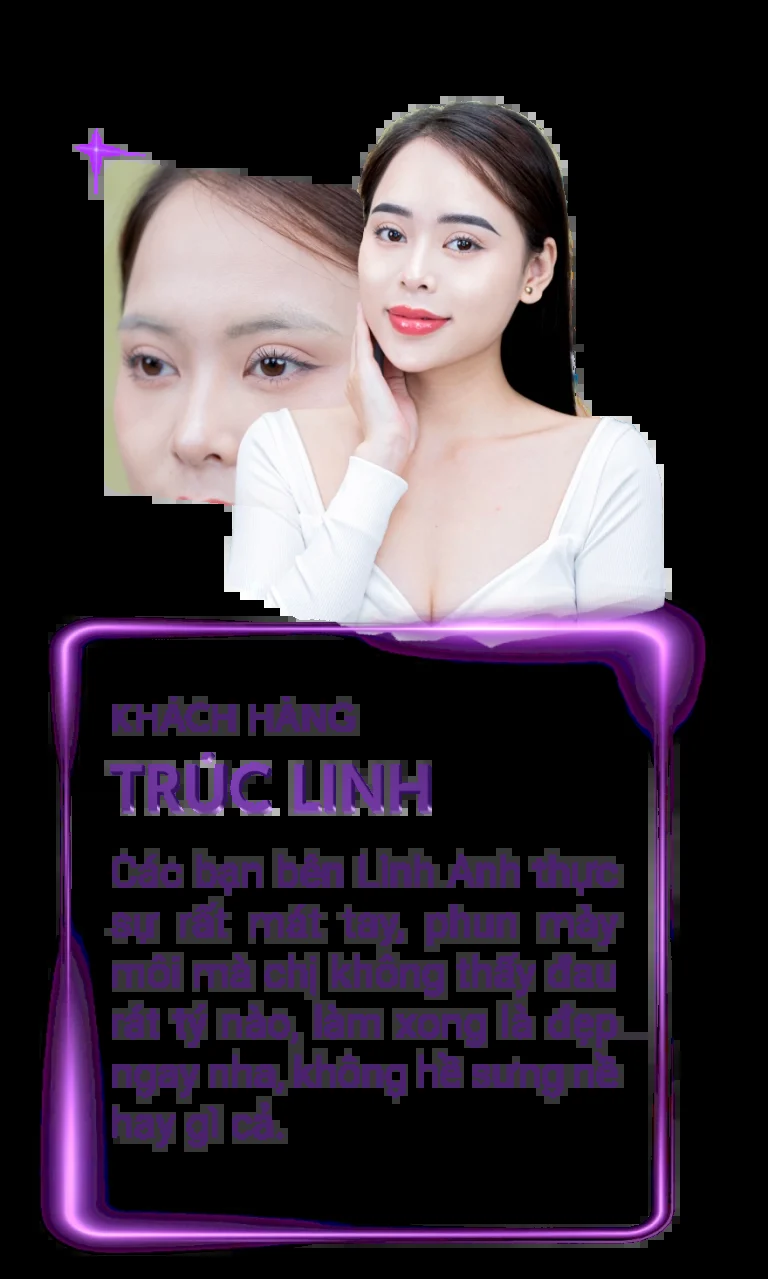 KHÁCH HÀNG
TRÚC LINH
Các bạn bên Linh Anh thực
sự rất mát tay, phun mày
môi mà chị không thấy đau
rát tý nào, làm xong là đẹp
ngay nha, không hề sưng nề
hay gì cả.